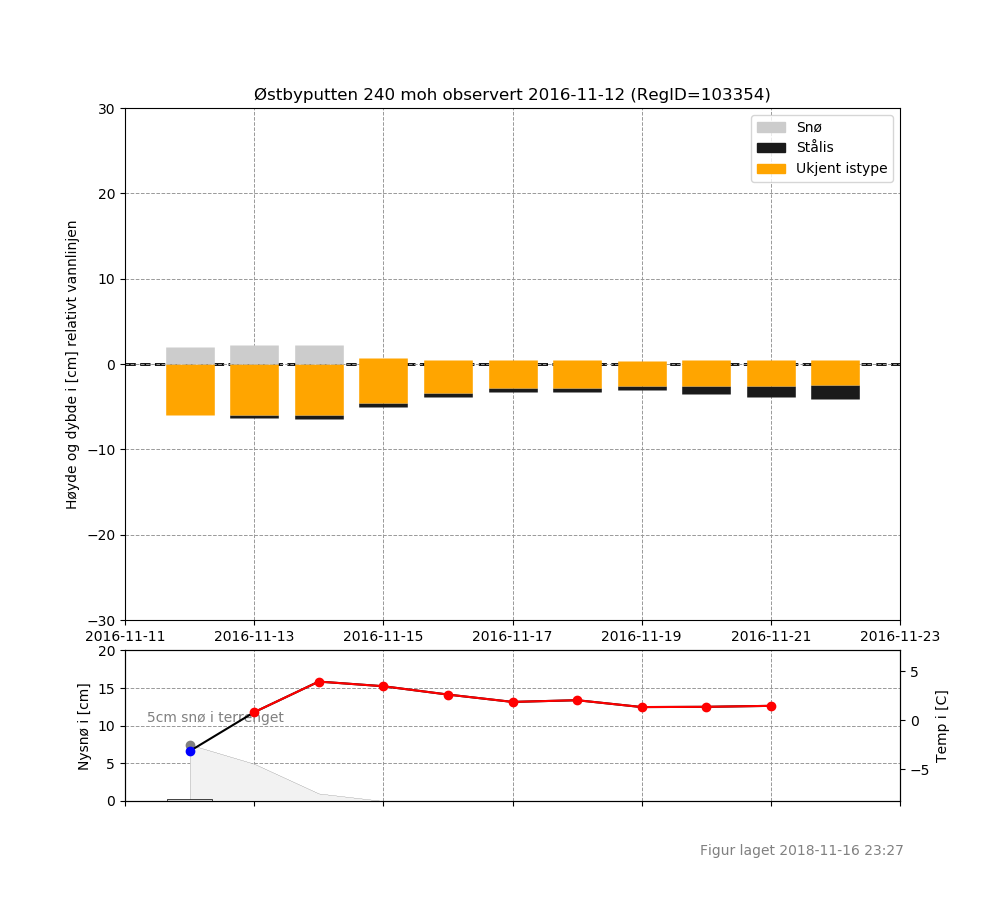 Østbyputten 240 moh observert 2016-11-12 (RegID=103354)
Snø
Stålis
Ukjent istype
Høyde og dybde i [cm] relativt vannlinjen
30
20
10
0
−10
−20
−30
2016-11-11
2016-11-13
2016-11-15
2016-11-17
2016-11-19
2016-11-21
2016-11-23
Nysnø i [cm]
20
15
10
5
0
5cm snø i terrenget
5
0
−5
Temp i [C]
Figur laget 2018-11-16 23:27